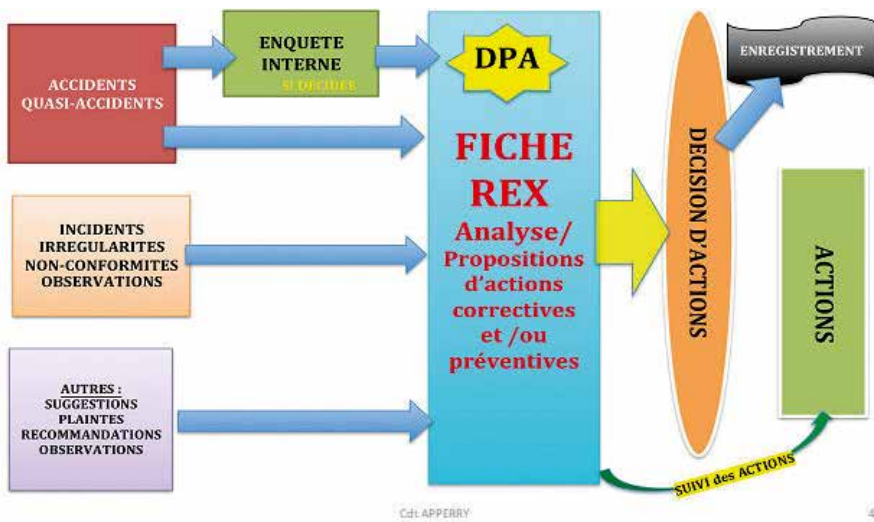 ACCIDENTS
QUASI-ACCIDENTS
ENQUETE
INTERNE
SI DECIDEE
INCIDENTS
IRREGULARITES
NON-CONFORMITES
OBSERVATIONS
AUTRES :
SUGGESTIONS
PLAINTES
RECOMMANDATIONS
OBSERVATIONS
DPA
FICHE
REX
Analyse/
Propositions
d'actions
correctives
et /ou
préventives
DECISION D'ACTIONS
ENREGISTREMENT
ACTIONS
SUIVI des ACTIONS
Cdt APPERRY
4